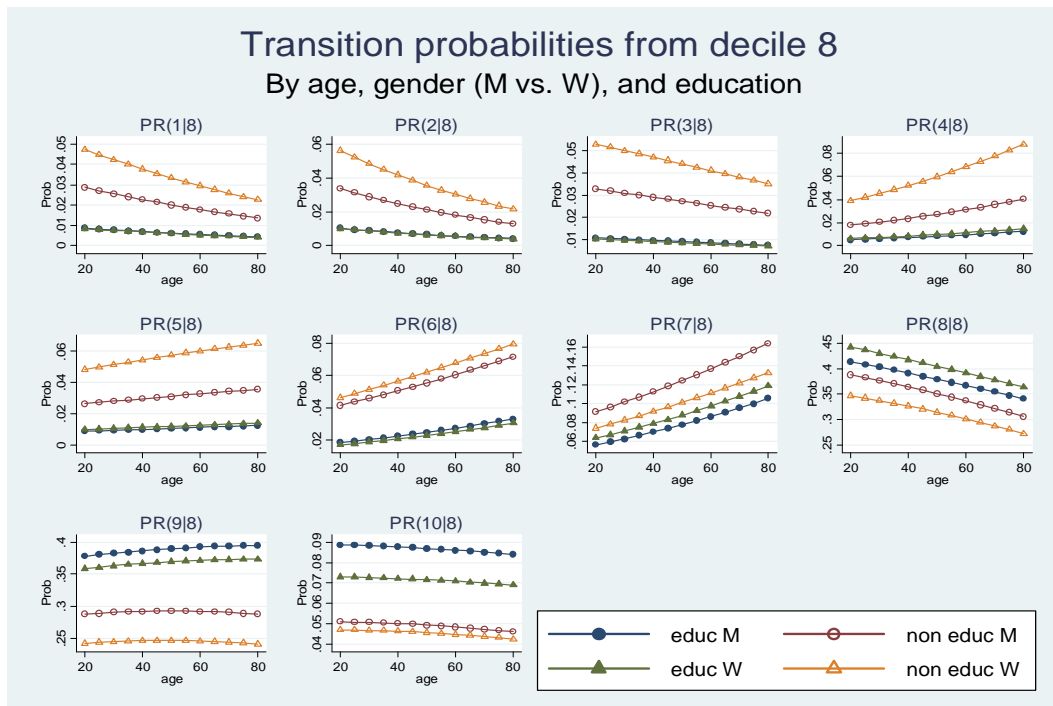 Transition probabilities from decile 8
By age, gender (M vs. W), and education
PR(1|8)
PR(2|8)
PR(3|8)
PR(4|8)
Prob
0 .01 .02 .03 .04 .05
20 40 60 80
age
Prob
0 .02 .04 .06
20 40 60 80
age
Prob
.01 .02 .03 .04 .05
20 40 60 80
age
Prob
0 .02 .04 .06 .08
20 40 60 80
age
PR(5|8)
PR(6|8)
PR(7|8)
PR(8|8)
Prob
0 .02 .04 .06
20 40 60 80
age
Prob
.02 .04 .06 .08
20 40 60 80
age
Prob
.06 .08 .1 .12 .14 .16
20 40 60 80
age
Prob
.25 .3 .35 .4 .45
20 40 60 80
age
PR(9|8)
PR(10|8)
Prob
.25 .3 .35 .4
20 40 60 80
age
Prob
.04 .05 .06 .07 .08 .09
20 40 60 80
age
educ M
non educ M
educ W
non educ W